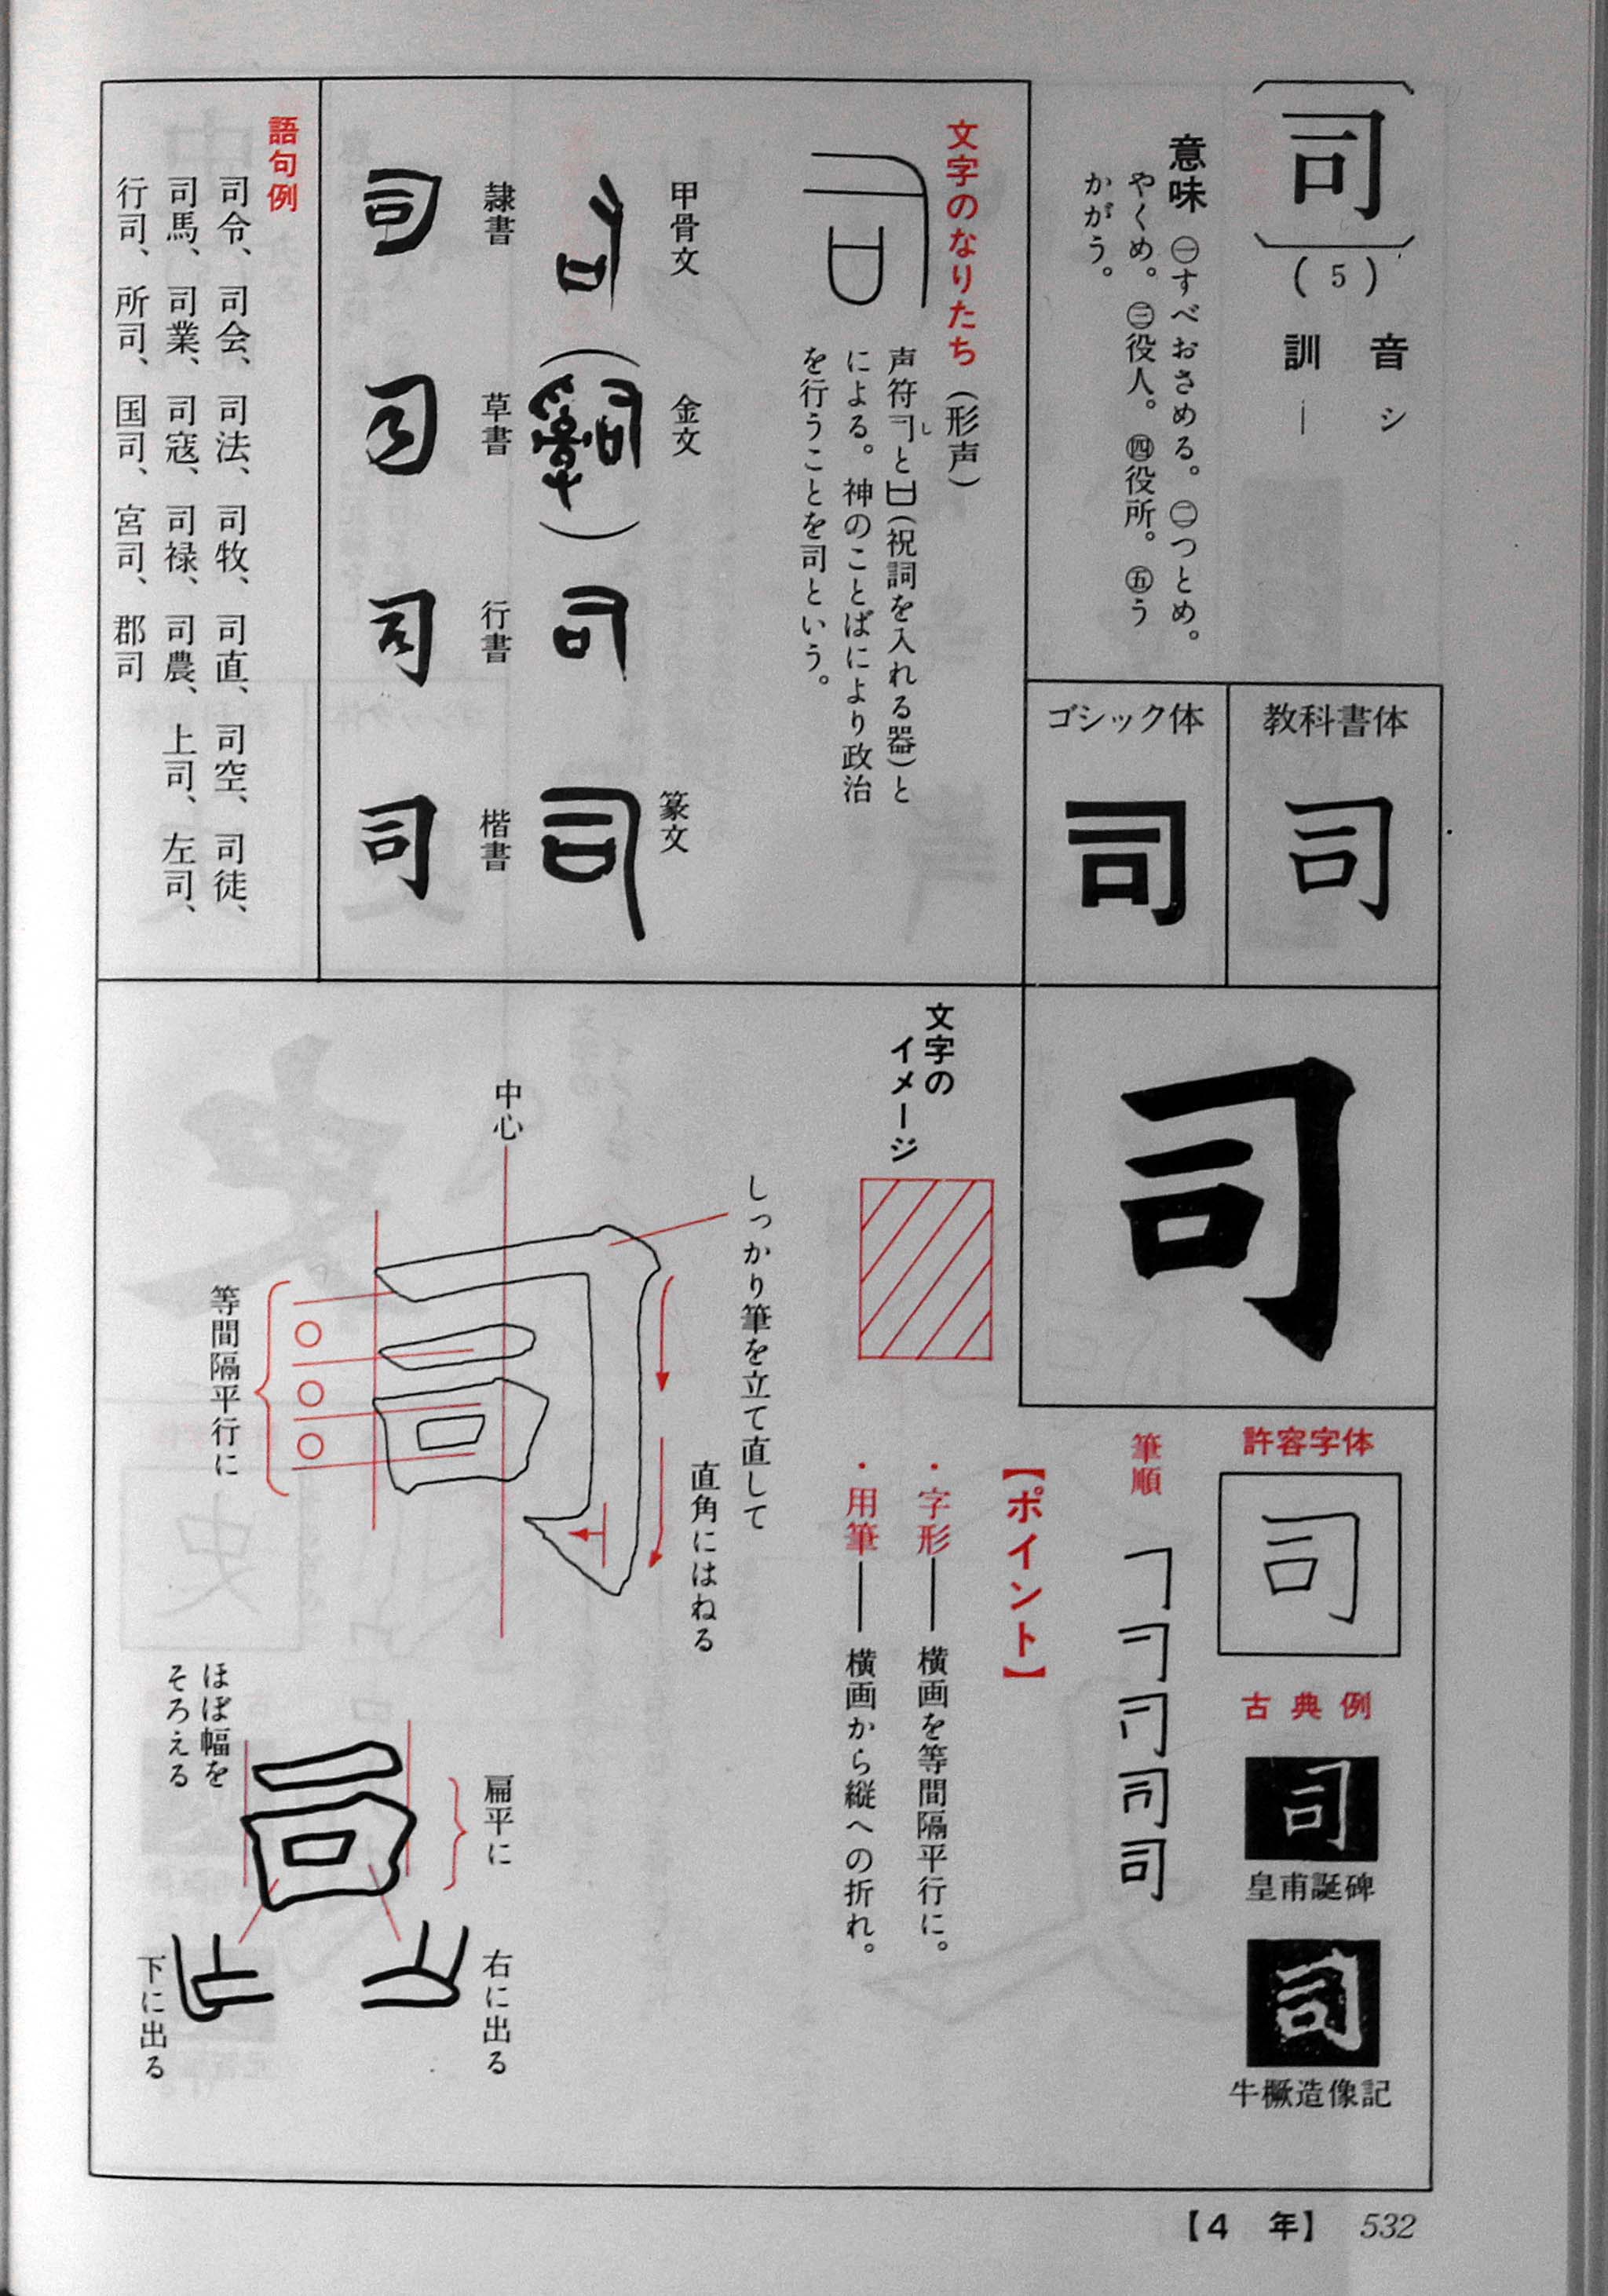 司
（5）
音 シ
訓 ―
意味 ㊀すべおさめる。㊁つとめ。
やくめ。㊂役人。㊃役所。㊄う
かがう。
教科書体
司
ゴシック体
司
文字のなりたち（形声）
声符𠃌とㅂ（祝詞を入れる器）と
による。神のことばにより政治
を行うことを司という。
し
甲骨文
金文
篆文
司
隷書
司
草書
司
行書
司
楷書
司
語句例
司令、司会、司法、司牧、司直、司空、司徒、
司馬、司業、司寇、司禄、司農、上司、左司、
行司、所司、国司、宮司、郡司
司
許容字体
司
古典例
司
皇甫誕碑
司
牛橛造像記
筆順
司
【ポイント】
・字形―横画を等間隔平行に。
・用筆―横画から縦への折れ。
文字の
イメージ
しっかり筆を立て直して
直角にはねる
中心
等間隔平行に
扁平に
ほぼ幅を
そろえる
右に出る
下に出る
【4 年】 532